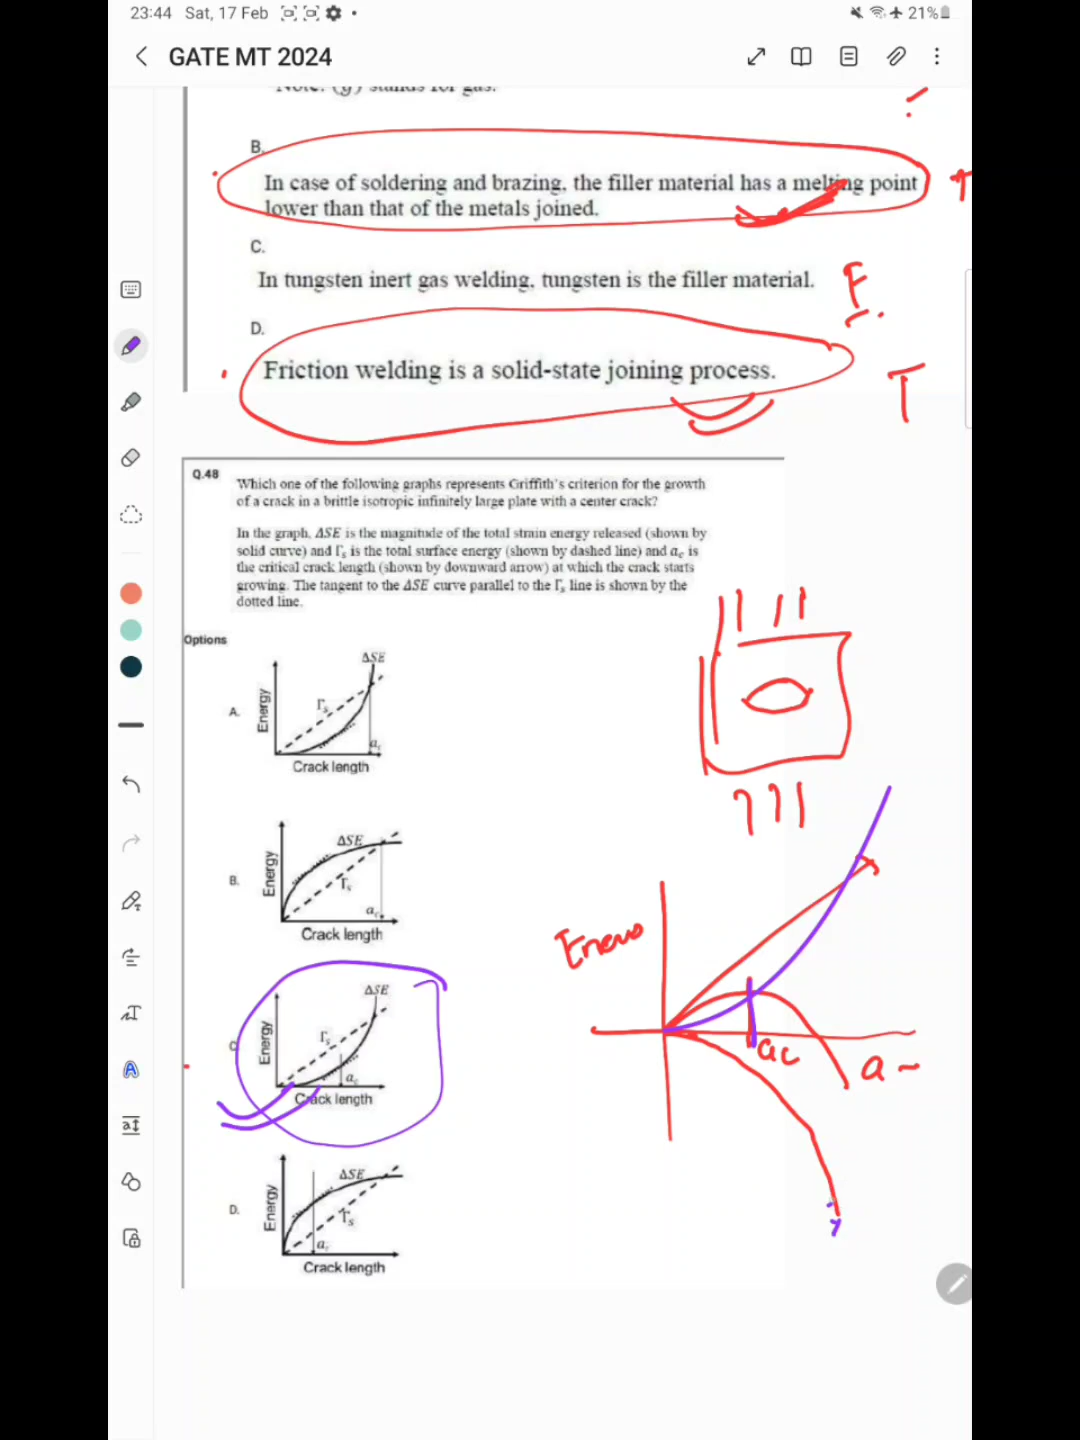 23:44 Sat, 17 Feb
21%
GATE MT 2024
Note: (g) stands for gas.
B.
In case of soldering and brazing, the filler material has a melting point
lower than that of the metals joined.
T
C.
In tungsten inert gas welding, tungsten is the filler material.
F
D.
Friction welding is a solid-state joining process.
T
Q.48
Which one of the following graphs represents Griffith's criterion for the growth
of a crack in a brittle isotropic infinitely large plate with a center crack?
In the graph, ΔSE is the magnitude of the total strain energy released (shown by
solid curve) and Γs is the total surface energy (shown by dashed line) and ac is
the critical crack length (shown by downward arrow) at which the crack starts
growing. The tangent to the ΔSE curve parallel to the Γs line is shown by the
dotted line.
Options
A.
Energy
ΔSE
Γs
ac
Crack length
B.
Energy
ΔSE
Γs
ac
Crack length
C
Energy
ΔSE
Γs
ac
Crack length
D.
Energy
ΔSE
Γs
ac
Crack length
ac
a